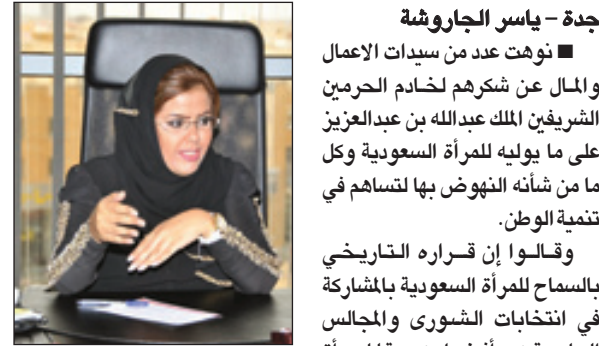 جدة – ياسر الجاروشة
■ نوهت عدد من سيدات الاعمال
والمال عن شكرهم لخادم الحرمين
الشريفين الملك عبدالله بن عبدالعزيز
على ما يوليه للمرأة السعودية وكل
ما من شأنه النهوض بها لتساهم في
تنمية الوطن.
وقالوا إن قراره التاريخي
بالسماح للمرأة السعودية بالمشاركة
في انتخابات الشورى والمجالس